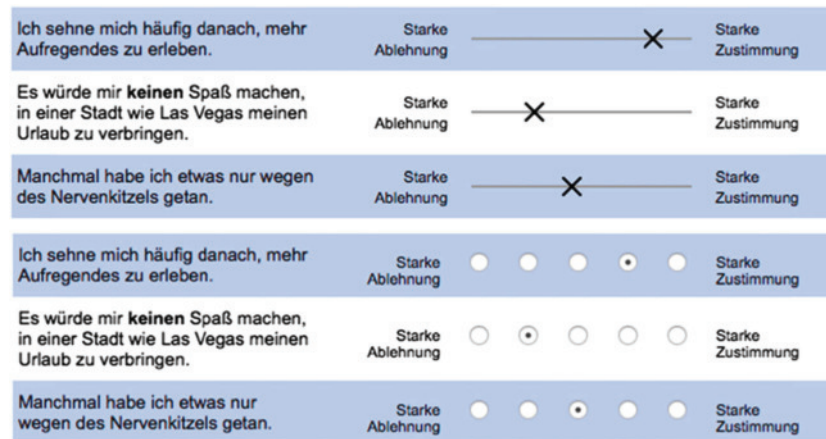 Ich sehne mich häufig danach, mehr
Aufregendes zu erleben.
Starke
Ablehnung
Starke
Zustimmung
Es würde mir keinen Spaß machen,
in einer Stadt wie Las Vegas meinen
Urlaub zu verbringen.
Starke
Ablehnung
Starke
Zustimmung
Manchmal habe ich etwas nur wegen
des Nervenkitzels getan.
Starke
Ablehnung
Starke
Zustimmung
Ich sehne mich häufig danach, mehr
Aufregendes zu erleben.
Starke
Ablehnung
Starke
Zustimmung
Es würde mir keinen Spaß machen,
in einer Stadt wie Las Vegas meinen
Urlaub zu verbringen.
Starke
Ablehnung
Starke
Zustimmung
Manchmal habe ich etwas nur
wegen des Nervenkitzels getan.
Starke
Ablehnung
Starke
Zustimmung